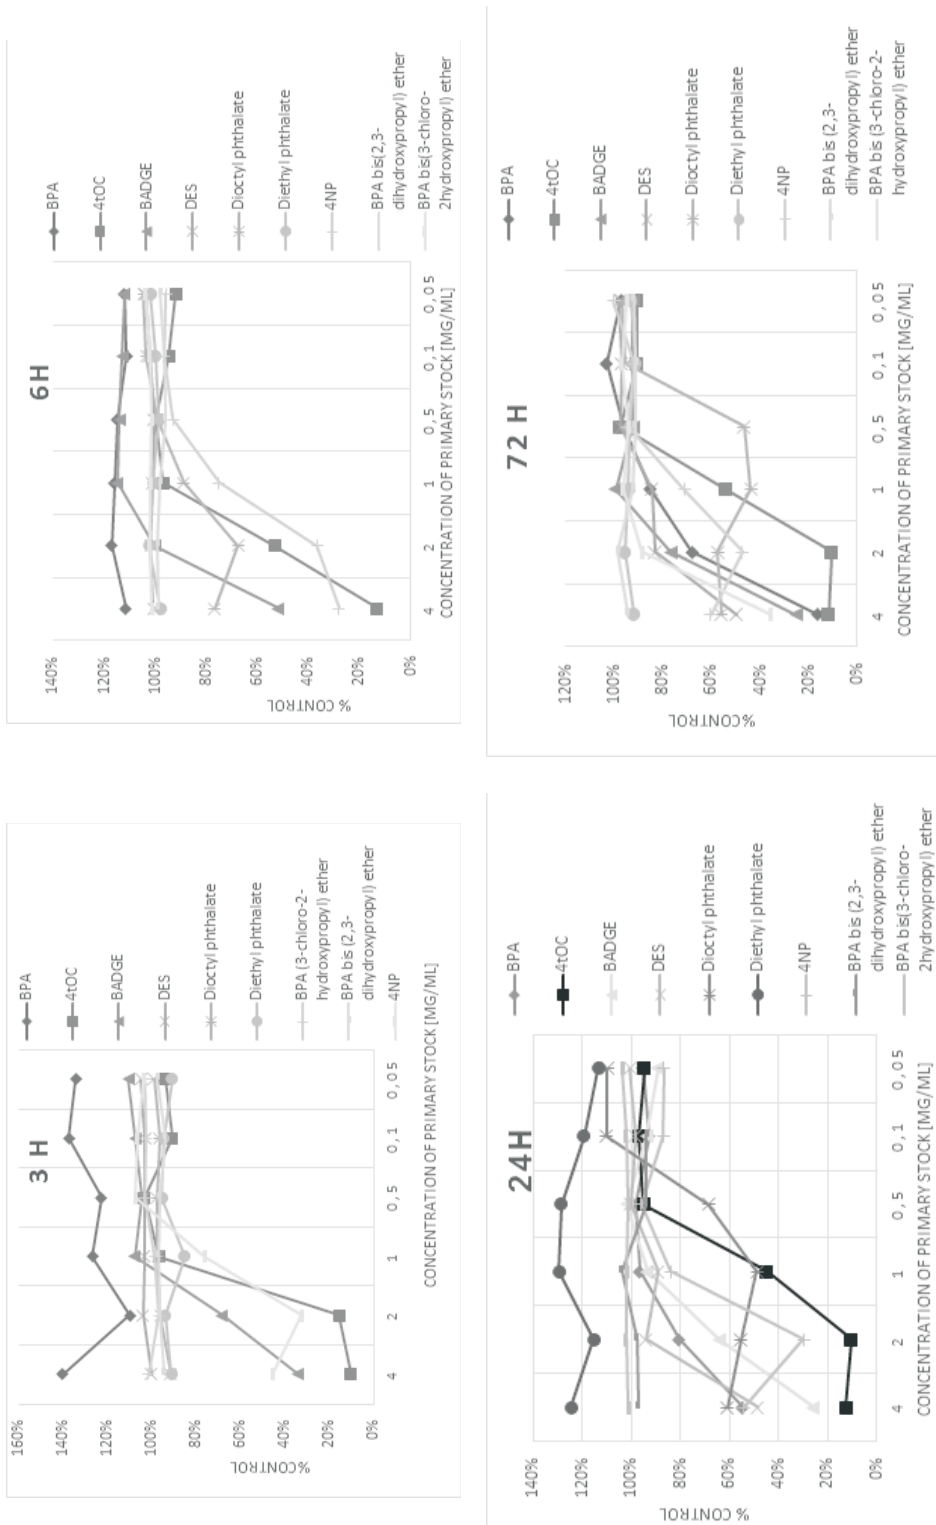 3 H
160%
140%
120%
100%
80%
60%
40%
20%
0%
%CONTROL
4
2
1
0,5
0,1
0,05
CONCENTRATION OF PRIMARY STOCK [MG/ML]
BPA
4tOC
BADGE
DES
Dioctyl phthalate
Diethyl phthalate
BPA (3-chloro-2-
hydroxypropyl) ether
BPA bis (2,3-
dihydroxypropyl) ether
4NP
6H
140%
120%
100%
80%
60%
40%
20%
0%
% CONTROL
4
2
1
0,5
0,1
0,05
CONCENTRATION OF PRIMARY STOCK [MG/ML]
BPA
4tOC
BADGE
DES
Dioctyl phthalate
Diethyl phthalate
4NP
BPA bis(2,3-
dihydroxypropyl) ether
BPA bis(3-chloro-
2hydroxypropyl) ether
24H
140%
120%
100%
80%
60%
40%
20%
0%
% CONTROL
4
2
1
0,5
0,1
0,05
CONCENTRATION OF PRIMARY STOCK [MG/ML]
BPA
4tOC
BADGE
DES
Dioctyl phthalate
Diethyl phthalate
4NP
BPA bis (2,3-
dihydroxypropyl) ether
BPA bis(3-chloro-
2hydroxypropyl) ether
72 H
120%
100%
80%
60%
40%
20%
0%
% CONTROL
4
2
1
0,5
0,1
0,05
CONCENTRATION OF PRIMARY STOCK [MG/ML]
BPA
4tOC
BADGE
DES
Dioctyl phthalate
Diethyl phthalate
4NP
BPA bis (2,3-
dihydroxypropyl) ether
BPA bis (3-chloro-2-
hydroxypropyl) ether